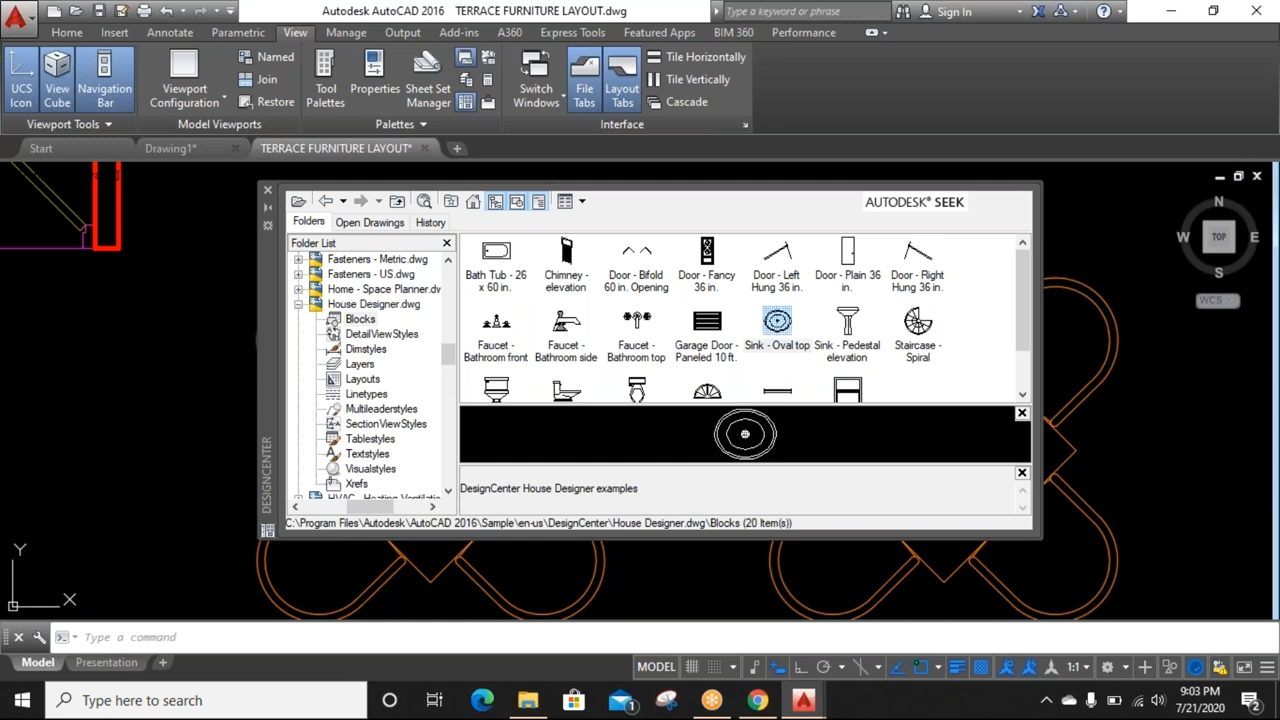 Autodesk AutoCAD 2016 TERRACE FURNITURE LAYOUT.dwg
Type a keyword or phrase
Sign In
Home Insert Annotate Parametric View Manage Output Add-ins A360 Express Tools Featured Apps BIM 360 Performance
UCS Icon
View Cube
Navigation Bar
Viewport Configuration
Named
Join
Restore
Tool Palettes
Properties
Sheet Set Manager
Switch Windows
File Tabs
Layout Tabs
Tile Horizontally
Tile Vertically
Cascade
Viewport Tools Model Viewports Palettes Interface
Start Drawing1* TERRACE FURNITURE LAYOUT*
AUTODESK® SEEK
Folders Open Drawings History
Folder List
Fasteners - Metric.dwg
Fasteners - US.dwg
Home - Space Planner.dw
House Designer.dwg
Blocks
DetailViewStyles
Dimstyles
Layers
Layouts
Linetypes
Multileaderstyles
SectionViewStyles
Tablestyles
Textstyles
Visualstyles
Xrefs
HVAC - Heating Ventilatio
Bath Tub - 26 x 60 in.
Chimney - elevation
Door - Bifold 60 in. Opening
Door - Fancy 36 in.
Door - Left Hung 36 in.
Door - Plain 36 in.
Door - Right Hung 36 in.
Faucet - Bathroom front
Faucet - Bathroom side
Faucet - Bathroom top
Garage Door - Paneled 10 ft.
Sink - Oval top
Sink - Pedestal elevation
Staircase - Spiral
DesignCenter House Designer examples
C:\Program Files\Autodesk\AutoCAD 2016\Sample\en-us\DesignCenter\House Designer.dwg\Blocks (20 Item(s))
DESIGNCENTER
N
W TOP E
S
WCS
Y
X
Type a command
Model Presentation
MODEL
1:1
Type here to search
1
9:03 PM
7/21/2020
2